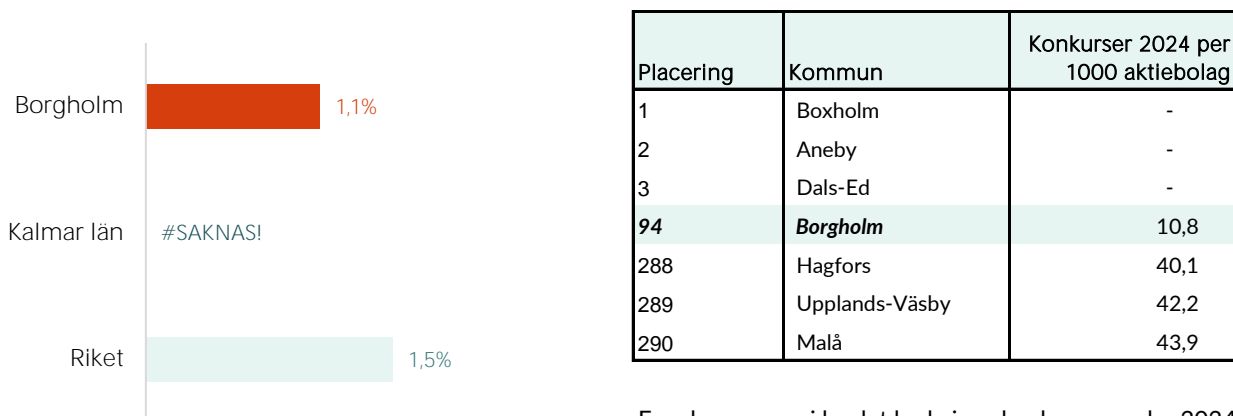 Borgholm 1,1%
Kalmar län #SAKNAS!
Riket 1,5%
Placering Kommun Konkurser 2024 per
1000 aktiebolag
1 Boxholm -
2 Aneby -
3 Dals-Ed -
94 Borgholm 10,8
288 Hagfors 40,1
289 Upplands-Väsby 42,2
290 Malå 43,9